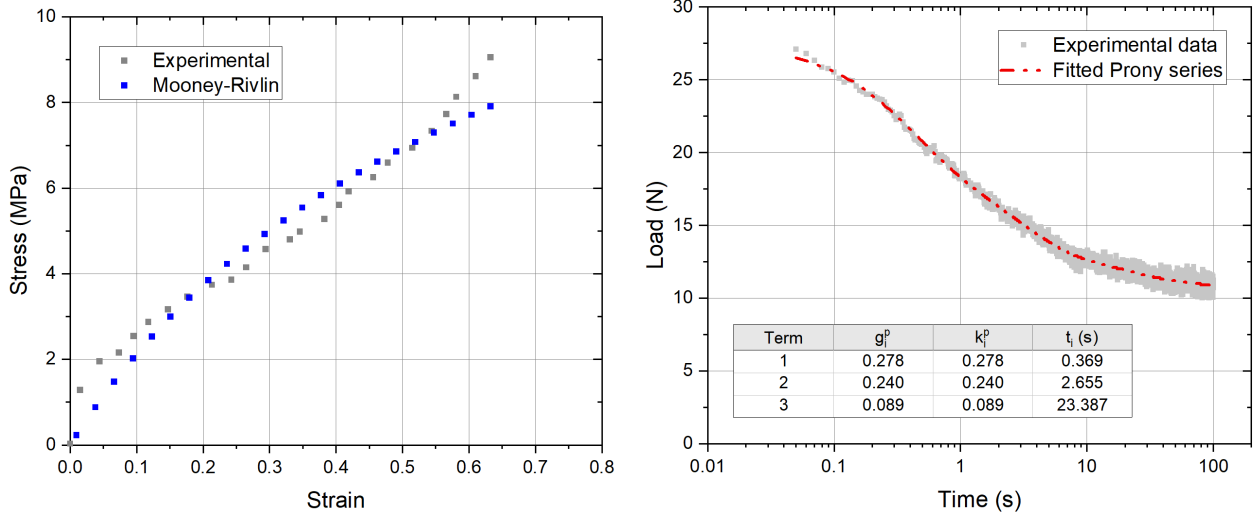 10
8
6
4
2
0
Stress (MPa)
Experimental
Mooney-Rivlin
0.0 0.1 0.2 0.3 0.4 0.5 0.6 0.7 0.8
Strain
30
25
20
15
10
5
0
Load (N)
Experimental data
Fitted Prony series
Term g_i^p k_i^p t_i (s)
1 0.278 0.278 0.369
2 0.240 0.240 2.655
3 0.089 0.089 23.387
0.01 0.1 1 10 100
Time (s)